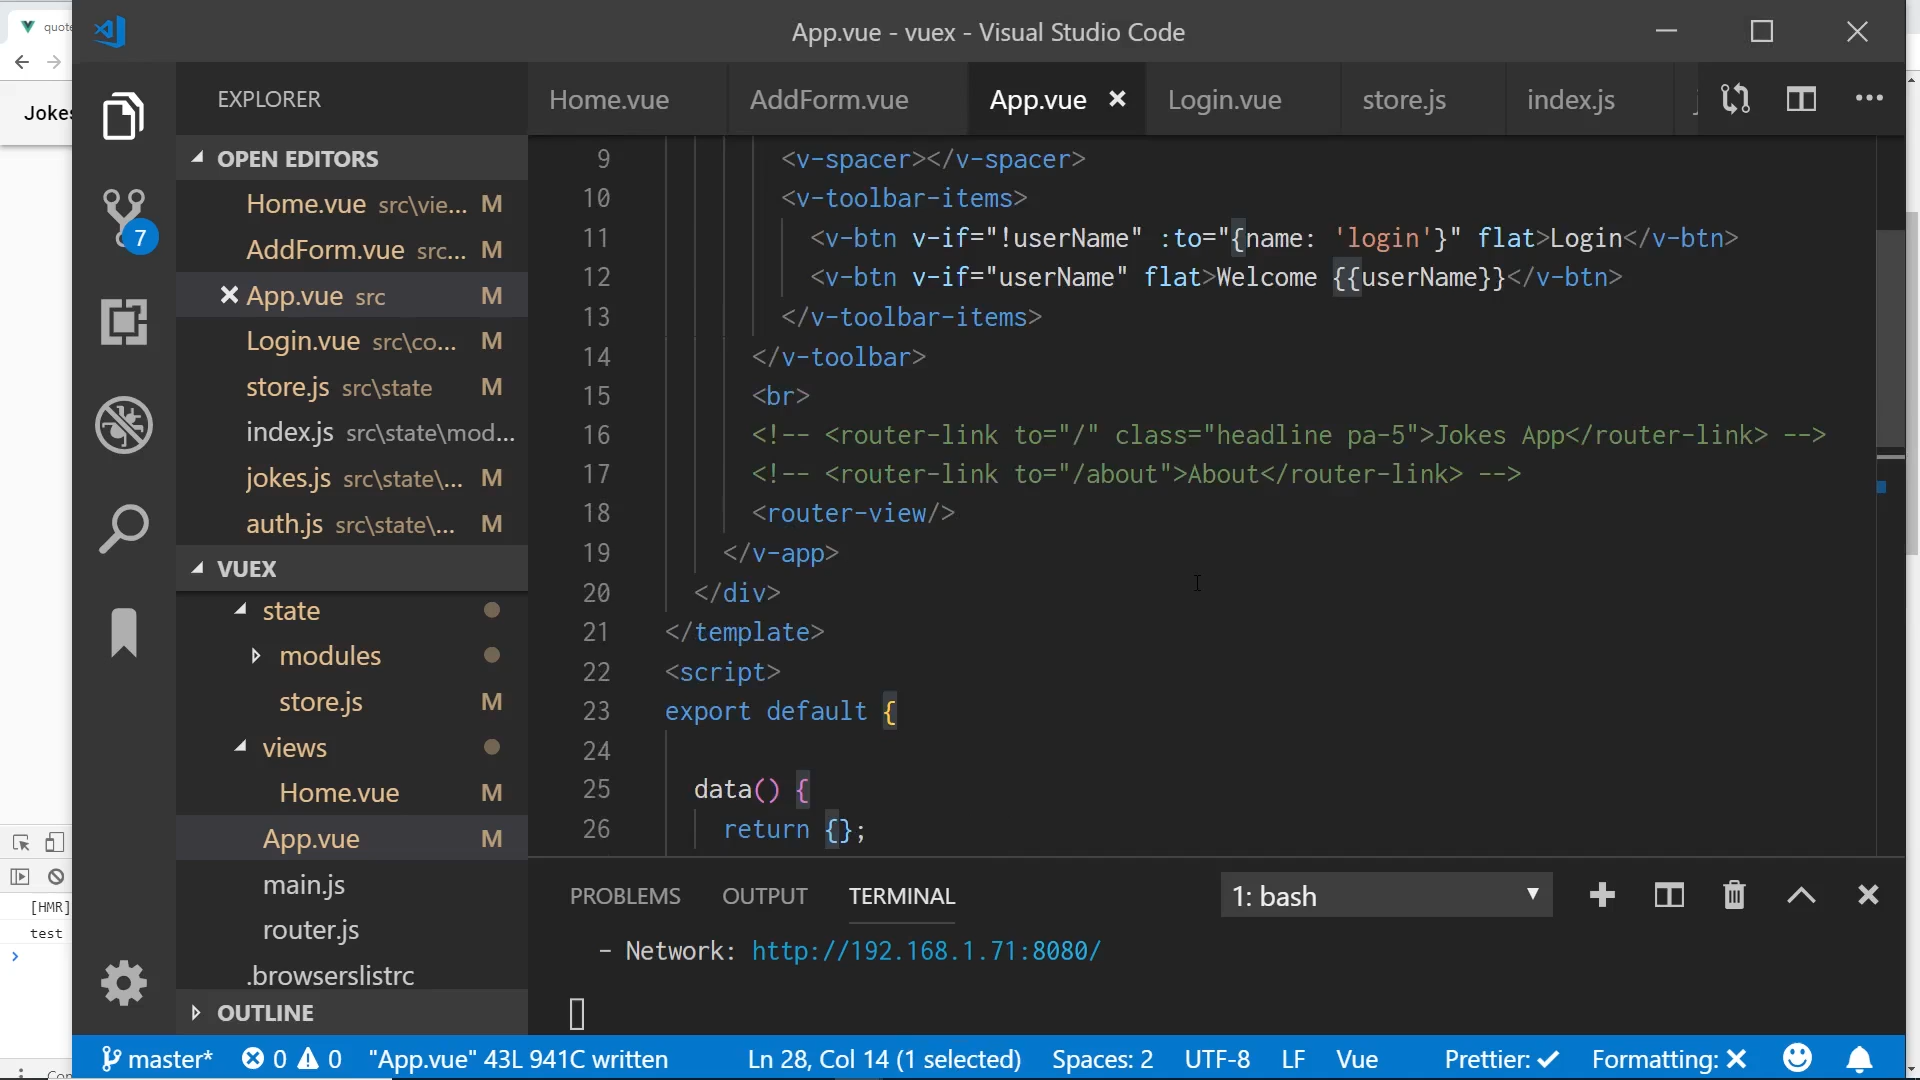 quote
App.vue - vuex - Visual Studio Code
Jokes
EXPLORER
Home.vue
AddForm.vue
App.vue
Login.vue
store.js
index.js
OPEN EDITORS
Home.vue src\vie... M
AddForm.vue src... M
App.vue src M
Login.vue src\co... M
store.js src\state M
index.js src\state\mod...
jokes.js src\state\... M
auth.js src\state\... M
7
VUEX
state
modules
store.js M
views
Home.vue M
App.vue M
main.js
router.js
.browserslistrc
OUTLINE
9 <v-spacer></v-spacer>
10 <v-toolbar-items>
11 <v-btn v-if="!userName" :to="{name: 'login'}" flat>Login</v-btn>
12 <v-btn v-if="userName" flat>Welcome {{userName}}</v-btn>
13 </v-toolbar-items>
14 </v-toolbar>
15 <br>
16 <!-- <router-link to="/" class="headline pa-5">Jokes App</router-link> -->
17 <!-- <router-link to="/about">About</router-link> -->
18 <router-view/>
19 </v-app>
20 </div>
21 </template>
22 <script>
23 export default {
24
25 data() {
26 return {};
PROBLEMS OUTPUT TERMINAL
1: bash
- Network: http://192.168.1.71:8080/
[HMR]
test
master* 0 0 "App.vue" 43L 941C written Ln 28, Col 14 (1 selected) Spaces: 2 UTF-8 LF Vue Prettier: ✓ Formatting: ✕